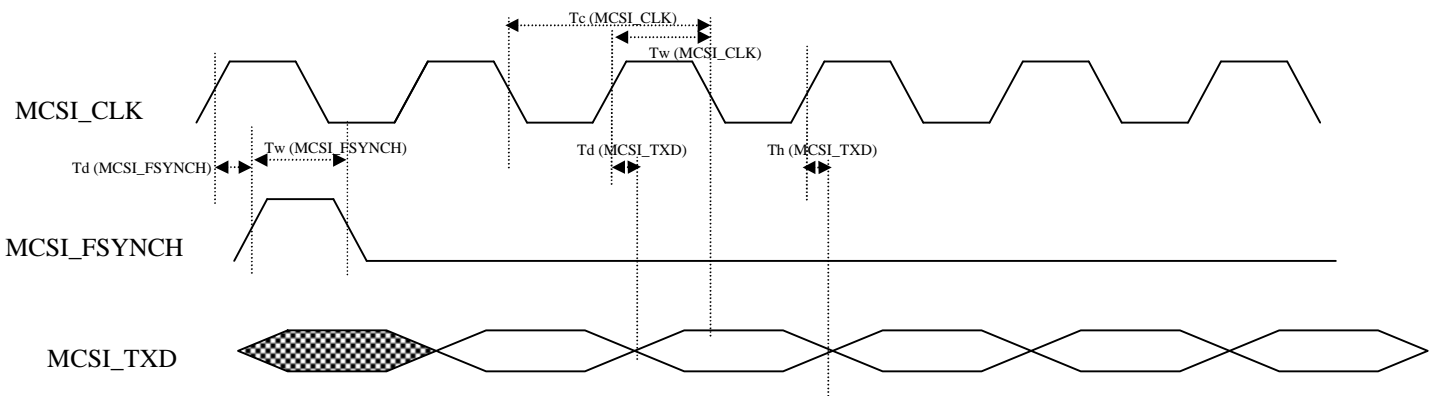 Tc (MCSI_CLK)
Tw (MCSI_CLK)
MCSI_CLK
Tw (MCSI_FSYNCH)
Td (MCSI_FSYNCH)
Td (MCSI_TXD)
Th (MCSI_TXD)
MCSI_FSYNCH
MCSI_TXD